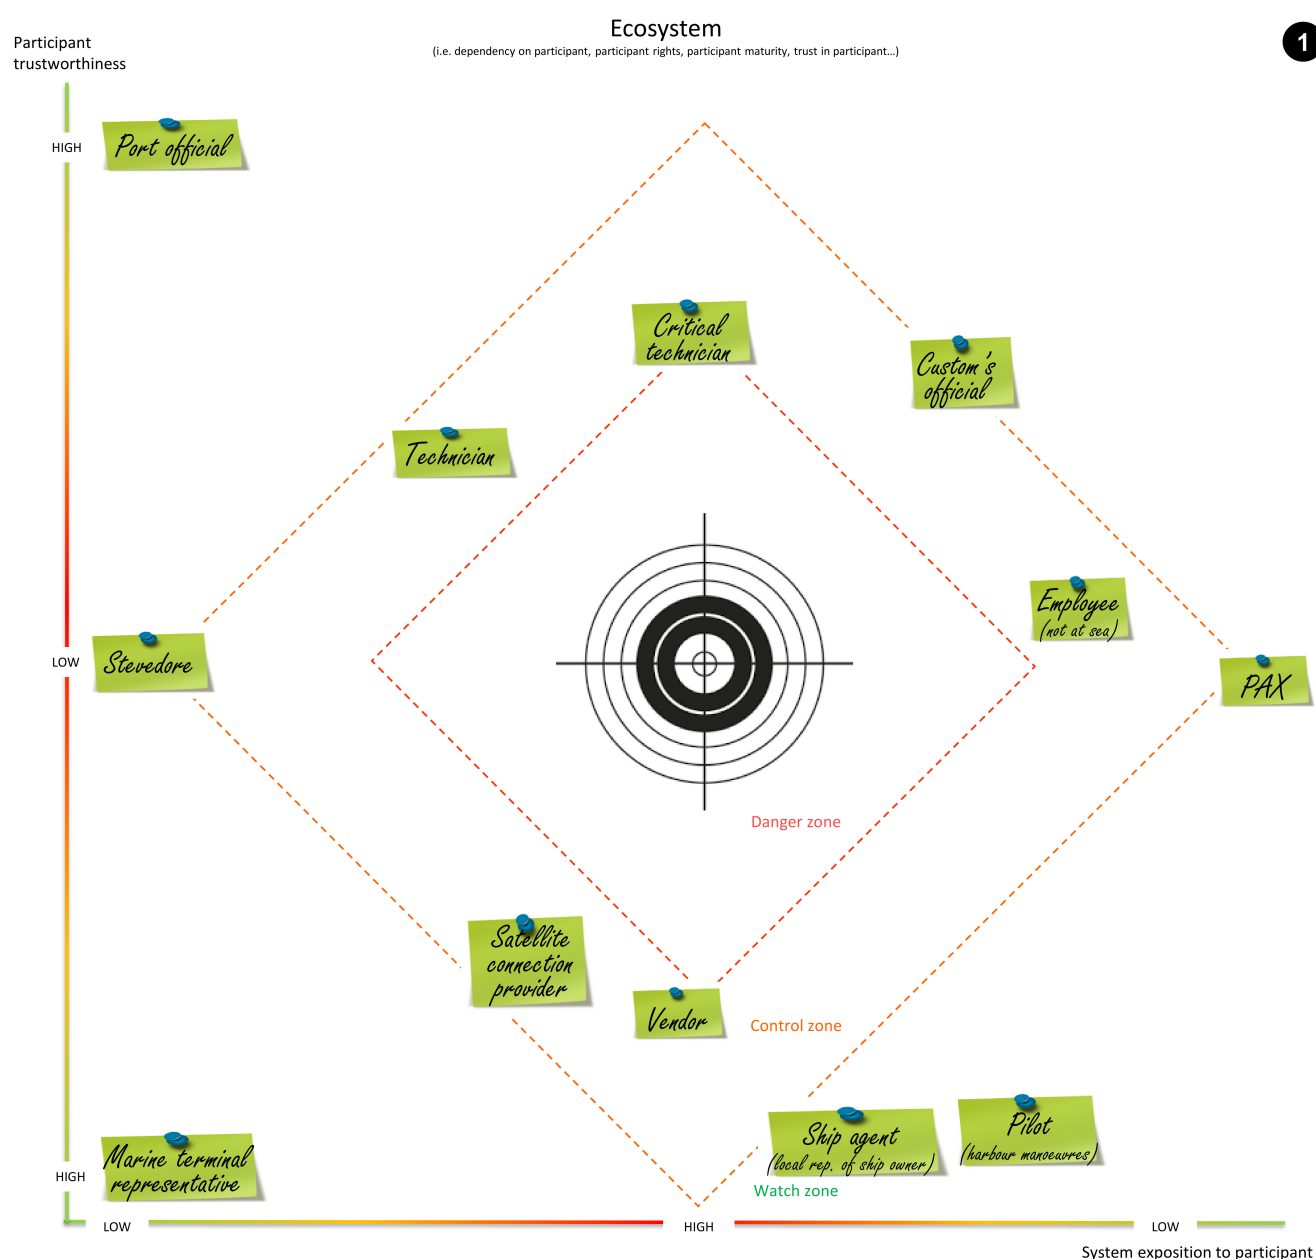 Ecosystem
(i.e. dependency on participant, participant rights, participant maturity, trust in participant…)
1
Participant
trustworthiness
HIGH
Port official
Critical
technician
Custom's
official
Technician
Employee
(not at sea)
LOW
Stevedore
PAX
Danger zone
Satellite
connection
provider
Vendor
Control zone
Ship agent
(local rep. of ship owner)
Pilot
(harbour manoeuvres)
Marine terminal
representative
HIGH
Watch zone
LOW
HIGH
LOW
System exposition to participant